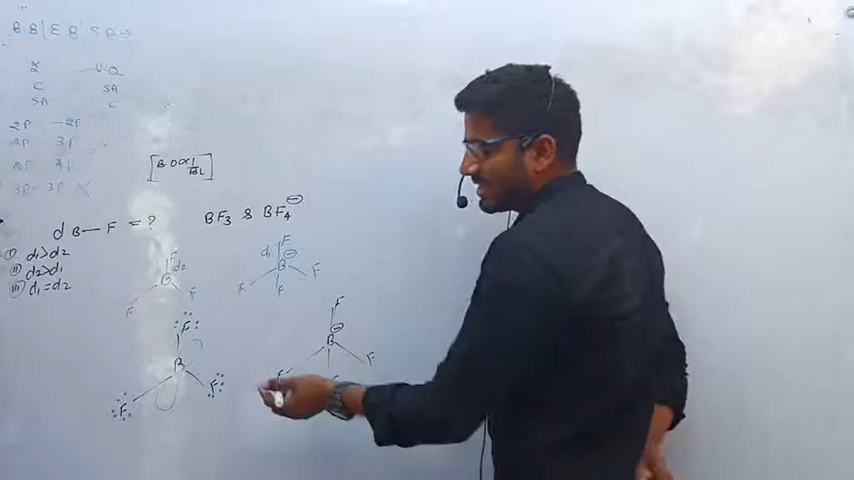 C SA
SA C
2P - 2P
2P 3P
[B.O ∝ 1/BL]
d B-F = ? BF3 & BF4⊖
I d1>d2
II d2>d1
III d1=d2
F
d2
B
F F
F
d1
B⊖
F F
F
F
B
F F
F
B⊖
F F
F